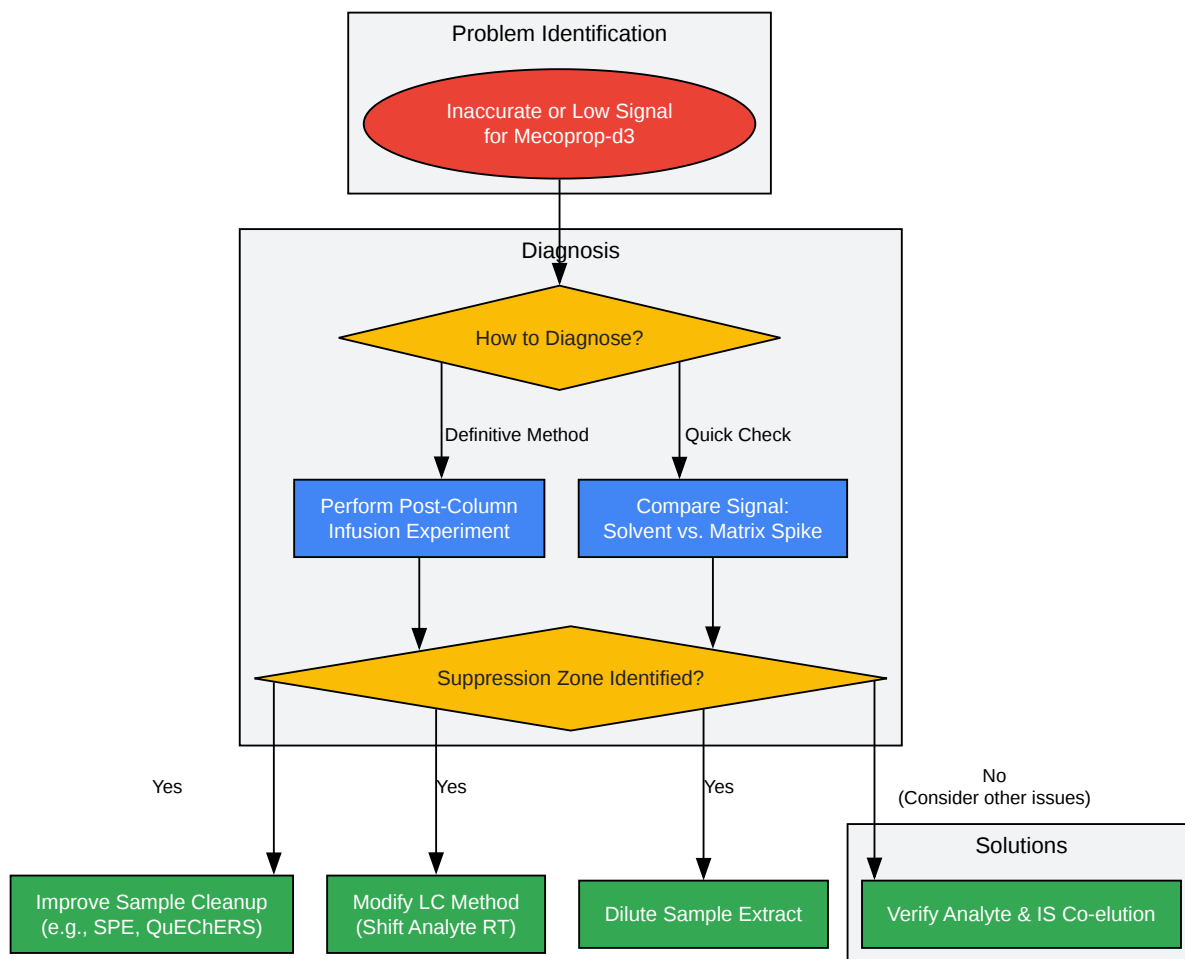 Problem Identification
Inaccurate or Low Signal
for Mecoprop-d3
Diagnosis
How to Diagnose?
Definitive Method
Quick Check
Perform Post-Column
Infusion Experiment
Compare Signal:
Solvent vs. Matrix Spike
Suppression Zone Identified?
Yes
Yes
Yes
No
(Consider other issues)
Solutions
Improve Sample Cleanup
(e.g., SPE, QuEChERS)
Modify LC Method
(Shift Analyte RT)
Dilute Sample Extract
Verify Analyte & IS Co-elution